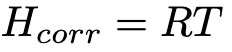 H_{corr} = RT